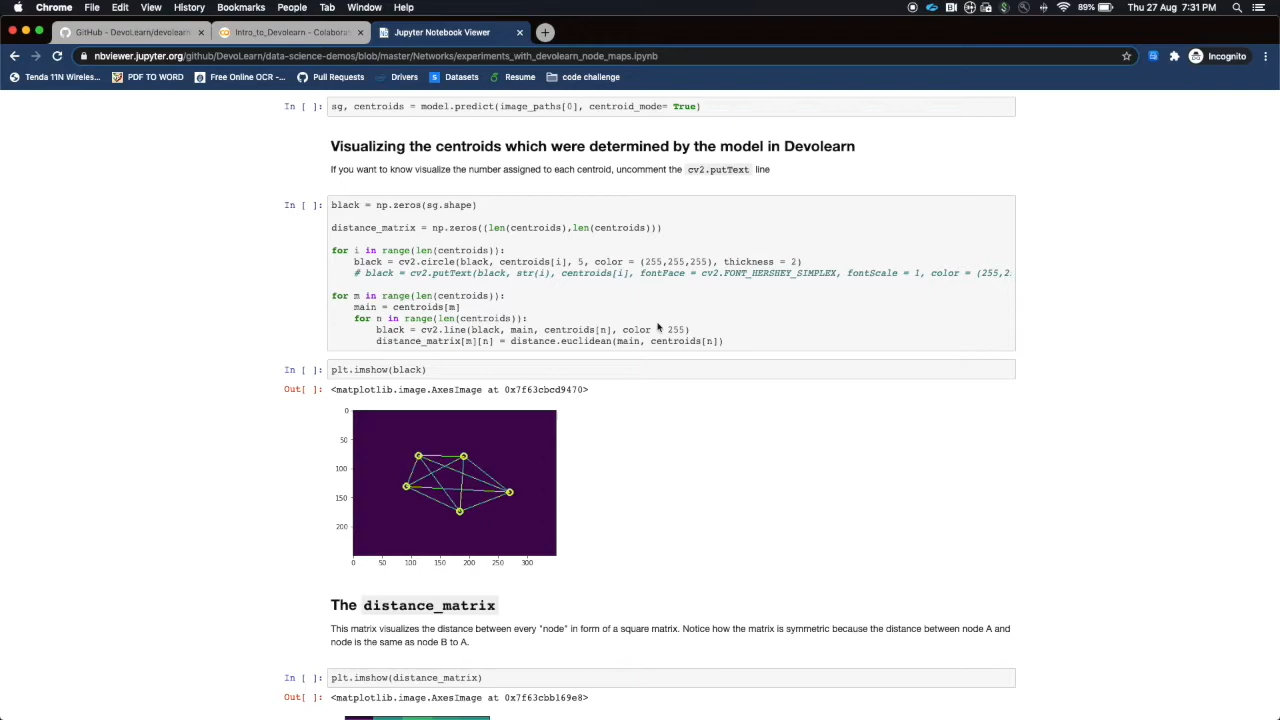 Chrome File Edit View History Bookmarks People Tab Window Help 89% Thu 27 Aug 7:31 PM
GitHub - DevoLearn/devolearn Intro_to_Devolearn - Colabora Jupyter Notebook Viewer
nbviewer.jupyter.org/github/DevoLearn/data-science-demos/blob/master/Networks/experiments_with_devolearn_node_maps.ipynb Incognito
Tenda 11N Wireles... PDF TO WORD Free Online OCR -... Pull Requests Drivers Datasets Resume code challenge
In [ ]: sg, centroids = model.predict(image_paths[0], centroid_mode= True)
Visualizing the centroids which were determined by the model in Devolearn
If you want to know visualize the number assigned to each centroid, uncomment the cv2.putText line
In [ ]: black = np.zeros(sg.shape)
distance_matrix = np.zeros((len(centroids),len(centroids)))
for i in range(len(centroids)):
black = cv2.circle(black, centroids[i], 5, color = (255,255,255), thickness = 2)
# black = cv2.putText(black, str(i), centroids[i], fontFace = cv2.FONT_HERSHEY_SIMPLEX, fontScale = 1, color = (255,2
for m in range(len(centroids)):
main = centroids[m]
for n in range(len(centroids)):
black = cv2.line(black, main, centroids[n], color 255)
distance_matrix[m][n] = distance.euclidean(main, centroids[n])
In [ ]: plt.imshow(black)
Out[ ]: <matplotlib.image.AxesImage at 0x7f63cbcd9470>
0
50
100
150
200
0 50 100 150 200 250 300
The distance_matrix
This matrix visualizes the distance between every "node" in form of a square matrix. Notice how the matrix is symmetric because the distance between node A and
node is the same as node B to A.
In [ ]: plt.imshow(distance_matrix)
Out[ ]: <matplotlib.image.AxesImage at 0x7f63cbb169e8>